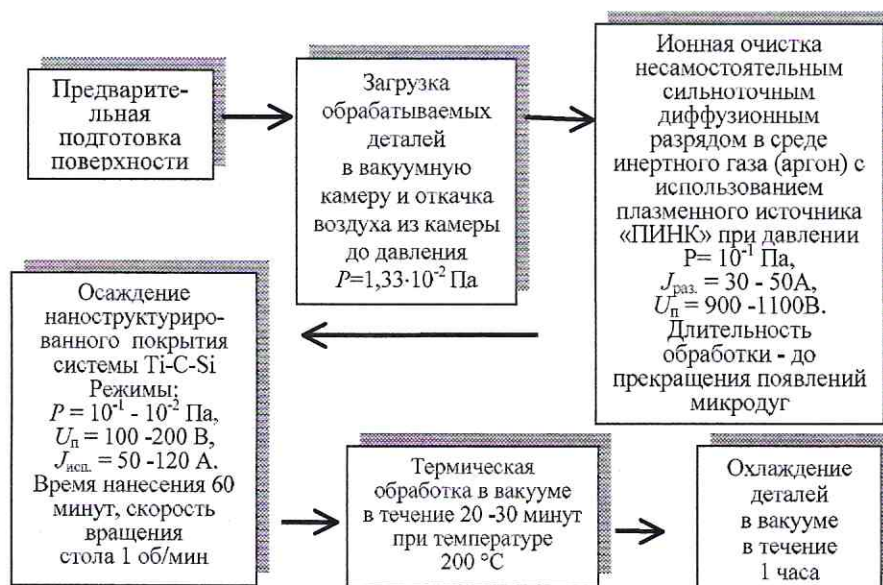 Предварите-
льная
подготовка
поверхности
Загрузка
обрабатываемых
деталей
в вакуумную
камеру и откачка
воздуха из камеры
до давления
P=1,33·10⁻² Па
Ионная очистка
несамостоятельным
сильноточным
диффузионным
разрядом в среде
инертного газа (аргон) с
использованием
плазменного источника
«ПИНК» при давлении
P= 10⁻¹ Па,
Jраз. = 30 - 50А,
Uп = 900 -1100В.
Длительность
обработки - до
прекращения появлений
микродуг
Осаждение
наноструктуриро-
ванного покрытия
системы Ti-C-Si
Режимы:
P = 10⁻¹ - 10⁻² Па,
Uп = 100 -200 В,
Jисп. = 50 -120 А.
Время нанесения 60
минут, скорость
вращения
стола 1 об/мин
Термическая
обработка в вакууме
в течение 20 -30 минут
при температуре
200 °С
Охлаждение
деталей
в вакууме
в течение
1 часа